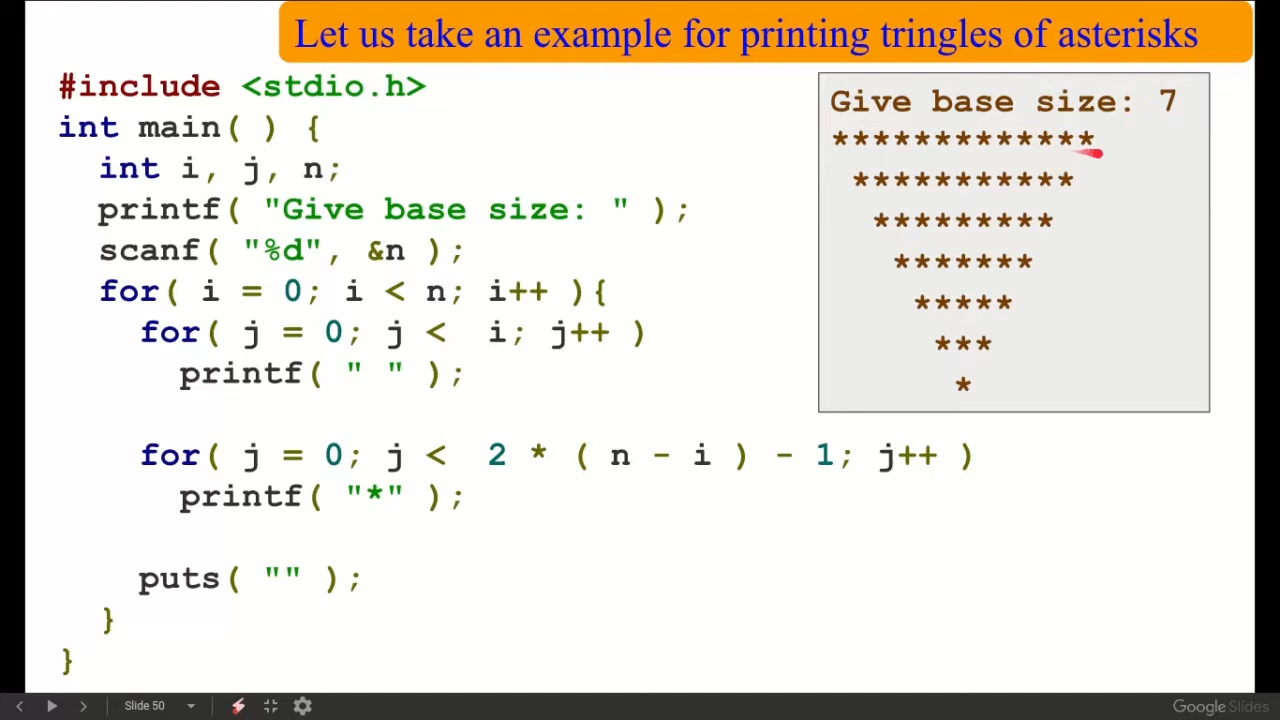 Let us take an example for printing tringles of asterisks
#include <stdio.h>
int main( ) {
  int i, j, n;
  printf( "Give base size: " );
  scanf( "%d", &n );
  for( i = 0; i < n; i++ ){
    for( j = 0; j <  i; j++ )
      printf( " " );

    for( j = 0; j <  2 * ( n - i ) - 1; j++ )
      printf( "*" );

    puts( "" );
  }
}
Give base size: 7
*************
 ***********
  *********
   *******
    *****
     ***
      *
Slide 50
Google Slides